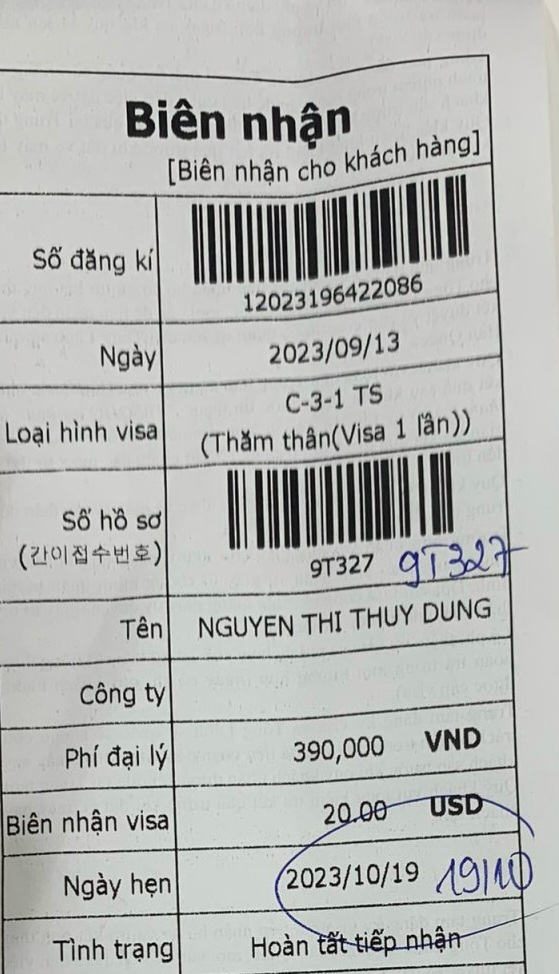 Biên nhận
[Biên nhận cho khách hàng]
Số đăng kí
12023196422086
Ngày 2023/09/13
Loại hình visa C-3-1 TS
(Thăm thân(Visa 1 lần))
Số hồ sơ
(간이접수번호) 9T327 9T327
Tên NGUYEN THI THUY DUNG
Công ty
Phí đại lý 390,000 VND
Biên nhận visa 20.00 USD
Ngày hẹn 2023/10/19 19/10
Tình trạng Hoàn tất tiếp nhận